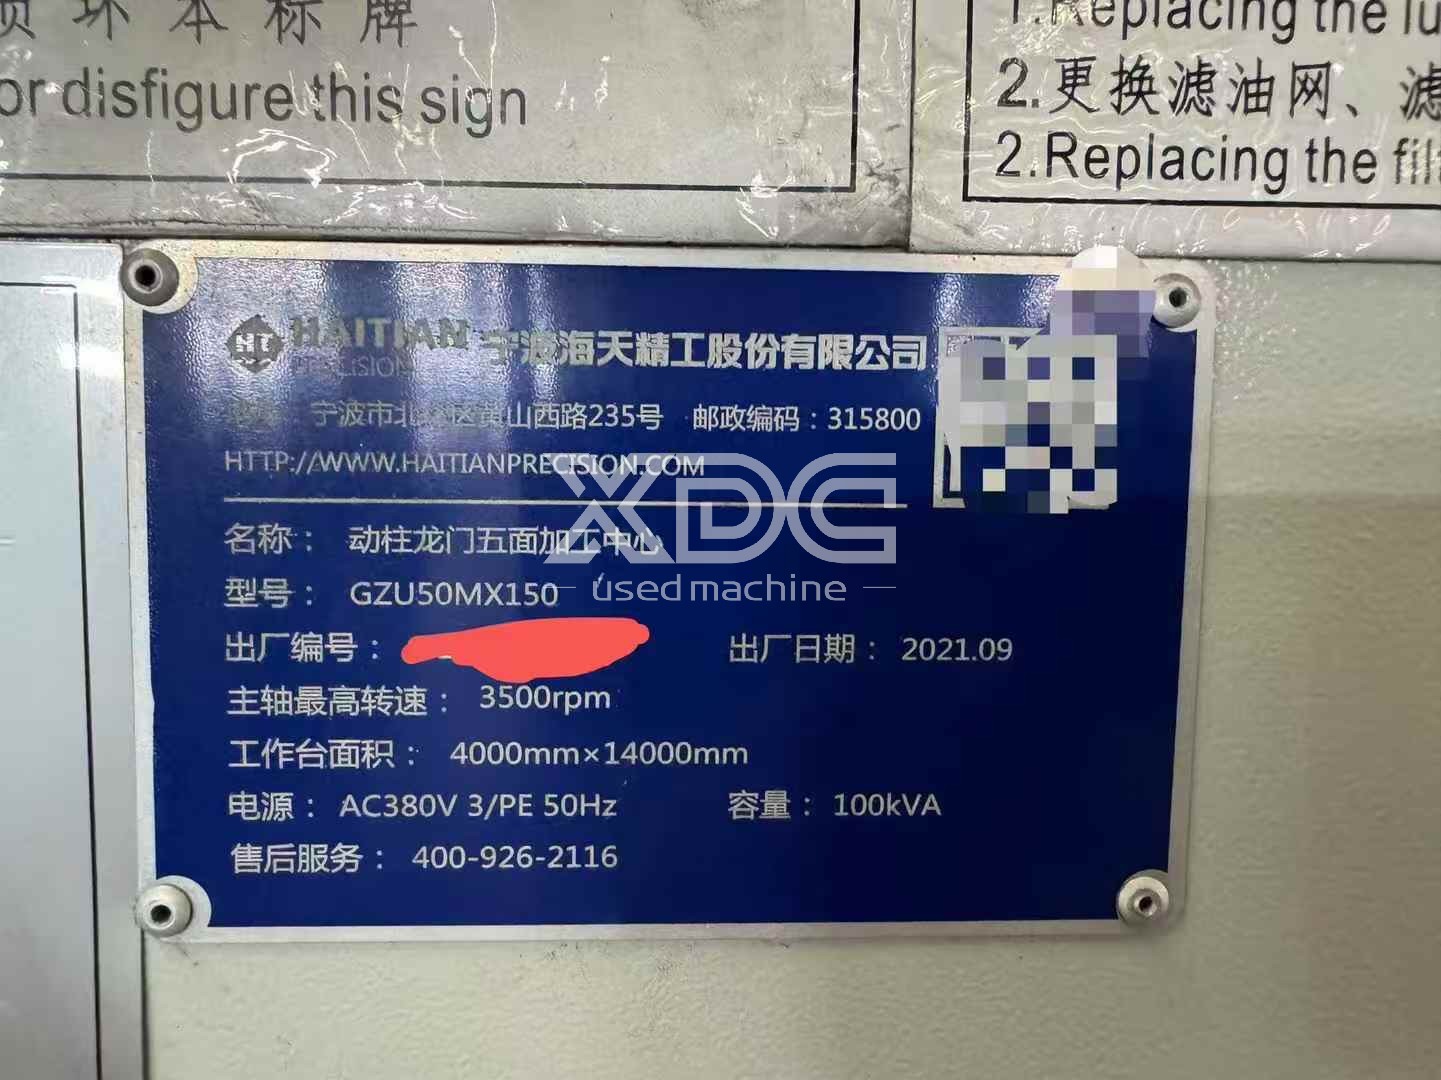 坏本标牌
or disfigure this sign
1.Replacing the lu
2.更换滤油网、滤
2.Replacing the fil
HT HAITIAN PRECISION 宁波海天精工股份有限公司
宁波市北仑区黄山西路235号 邮政编码：315800
HTTP://WWW.HAITIANPRECISION.COM
名称： 动柱龙门五面加工中心
型号： GZU50MX150
出厂编号： 出厂日期： 2021.09
主轴最高转速： 3500rpm
工作台面积： 4000mm×14000mm
电源： AC380V 3/PE 50Hz 容量： 100kVA
售后服务： 400-926-2116
XDC
used machine